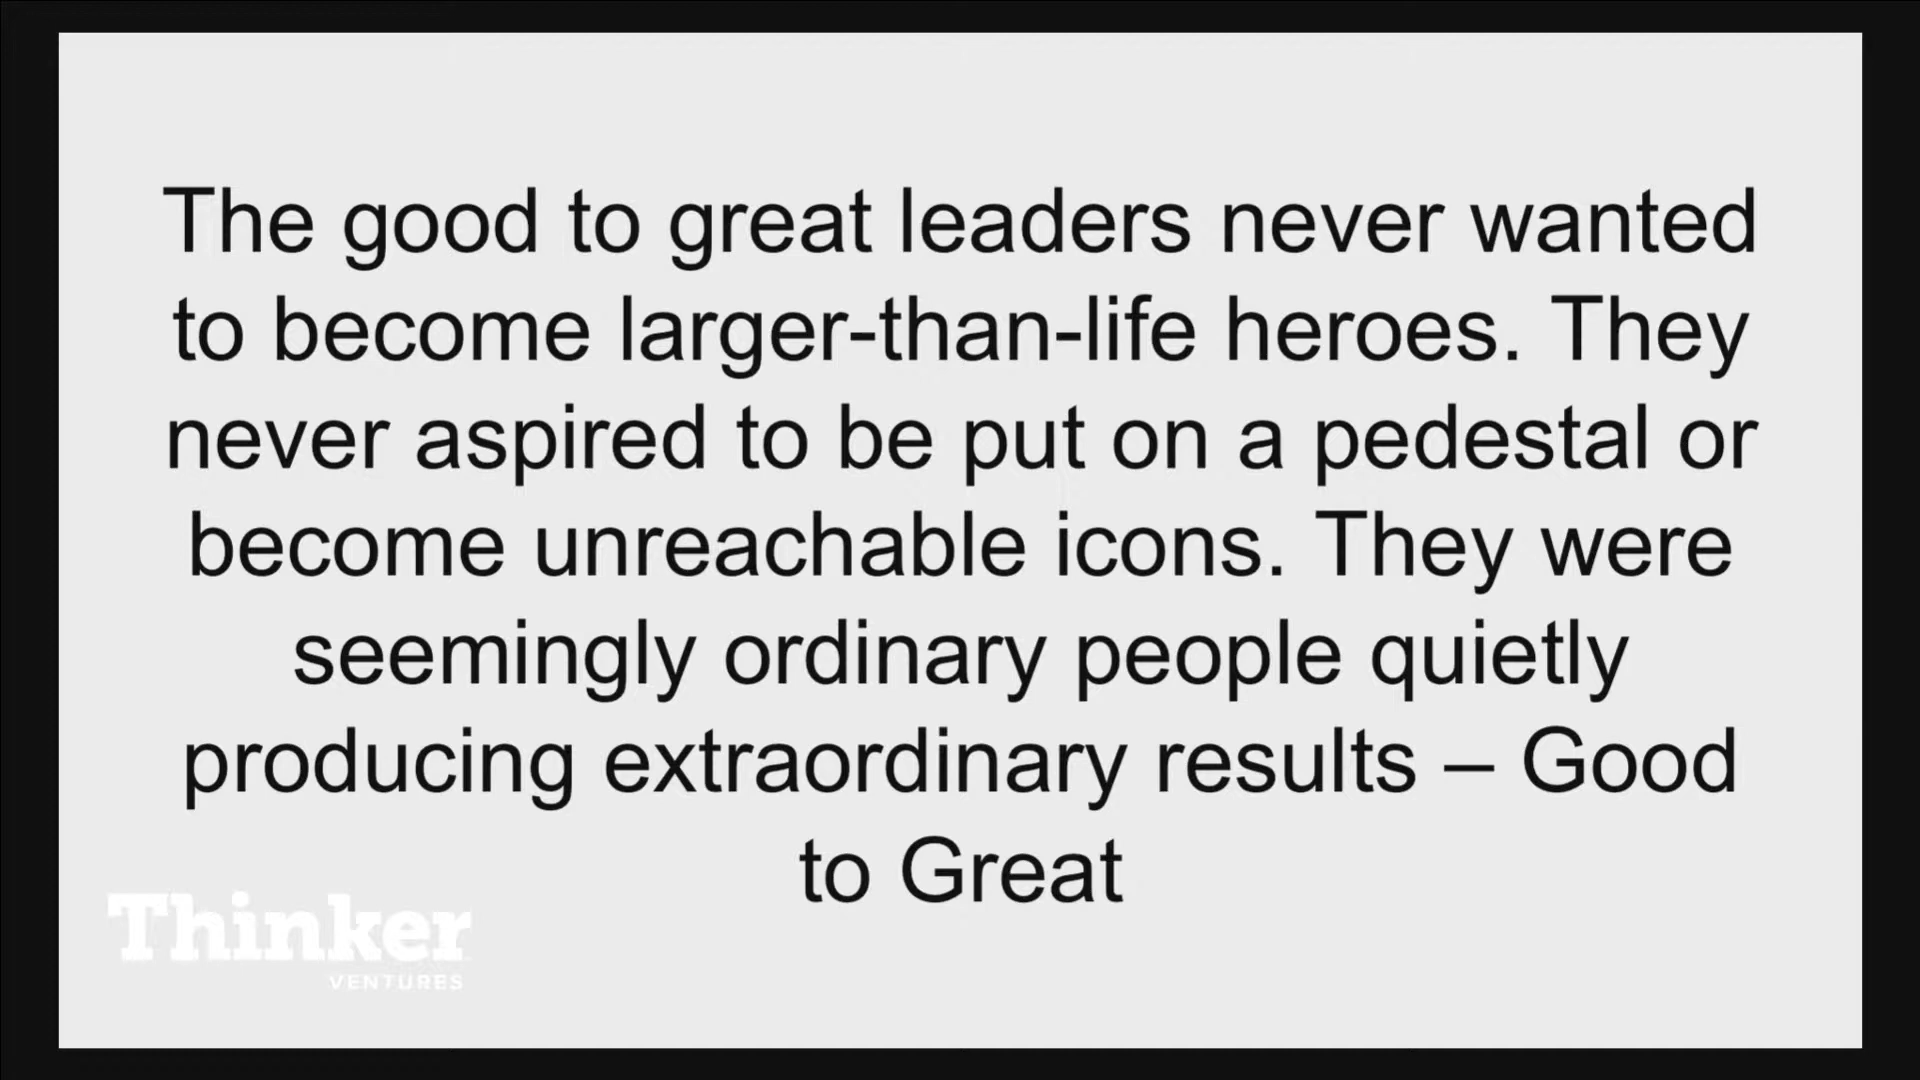 The good to great leaders never wanted
to become larger-than-life heroes. They
never aspired to be put on a pedestal or
become unreachable icons. They were
seemingly ordinary people quietly
producing extraordinary results – Good
to Great
Thinker
VENTURES